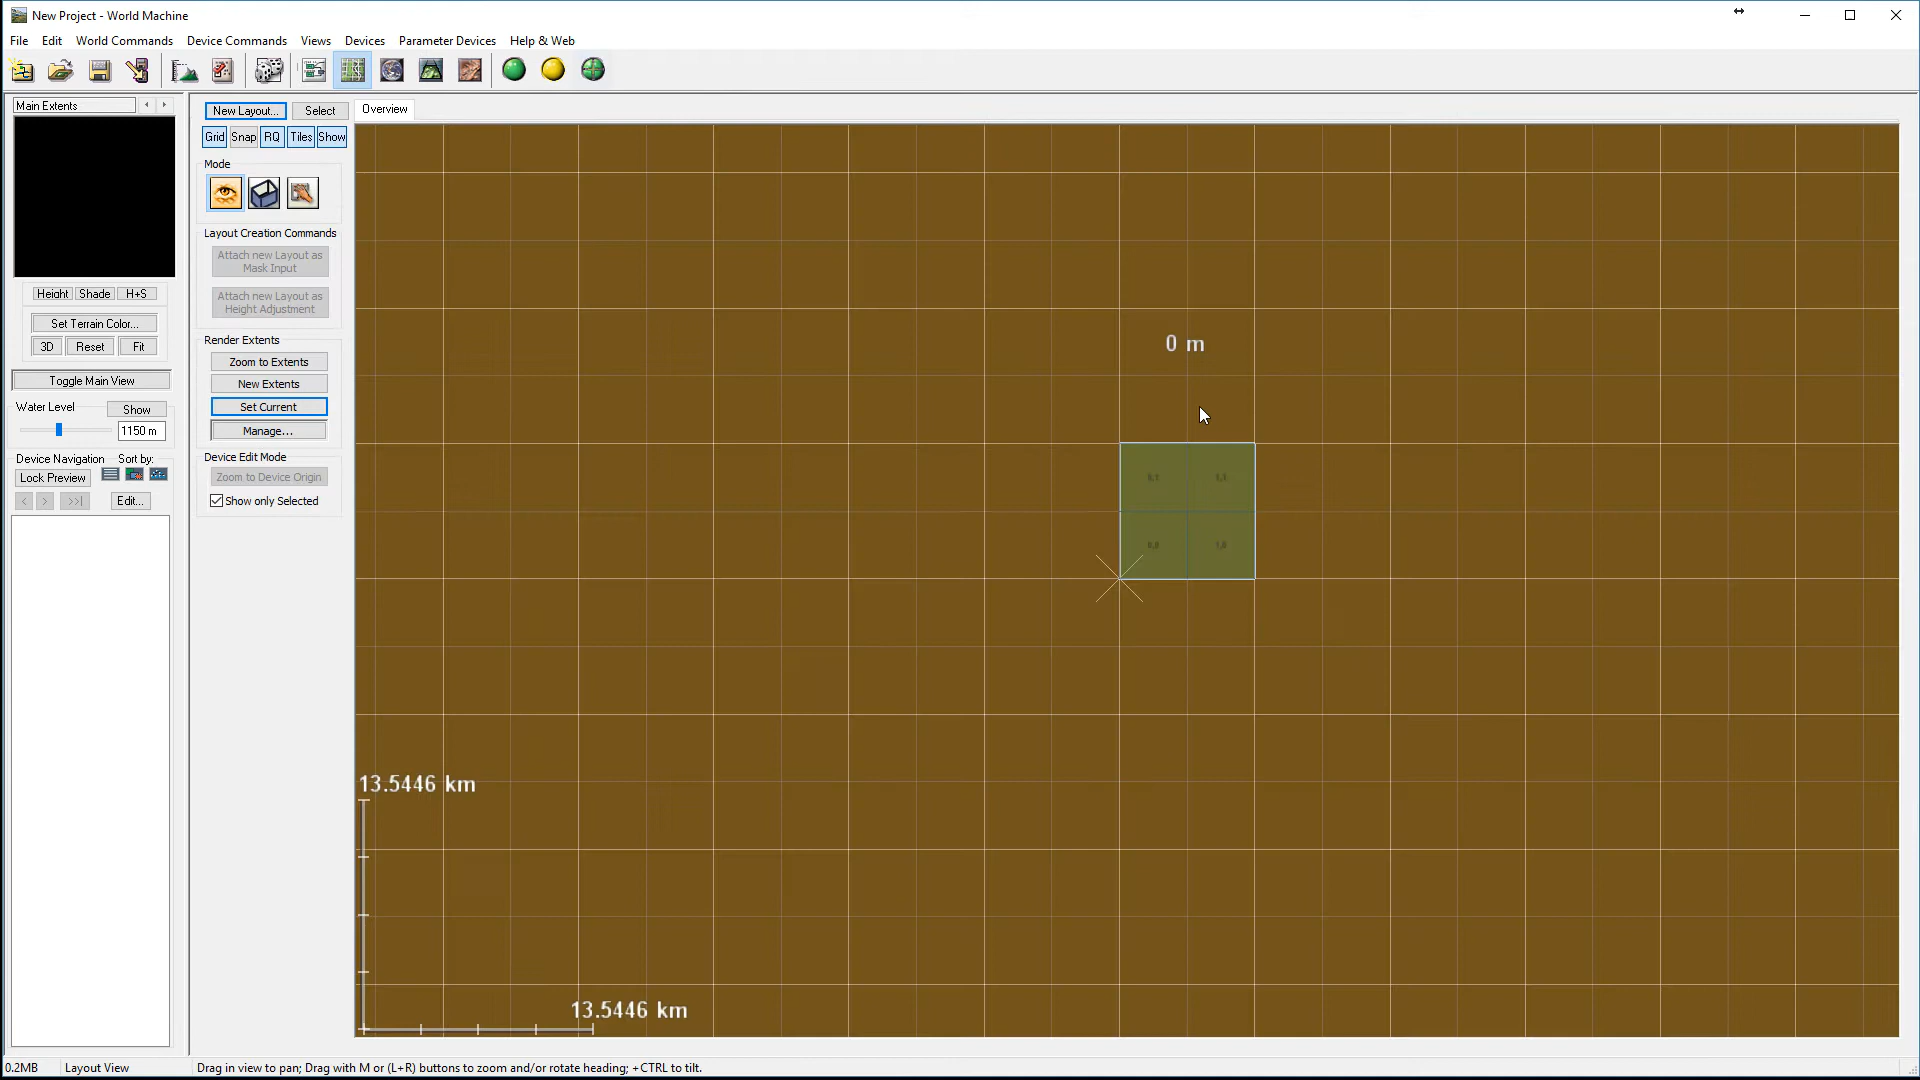 New Project - World Machine
File Edit World Commands Device Commands Views Devices Parameter Devices Help & Web
Main Extents
New Layout... Select
Overview
Grid Snap RQ Tiles Show
Mode
Layout Creation Commands
Attach new Layout as
Mask Input
Attach new Layout as
Height Adjustment
Height Shade H+S
Set Terrain Color...
3D Reset Fit
Toggle Main View
Water Level Show
1150 m
Device Navigation Sort by:
Lock Preview
< > >>| Edit...
Render Extents
Zoom to Extents
New Extents
Set Current
Manage...
Device Edit Mode
Zoom to Device Origin
Show only Selected
0 m
1,1
1,0
13.5446 km
13.5446 km
0.2MB Layout View Drag in view to pan; Drag with M or (L+R) buttons to zoom and/or rotate heading; +CTRL to tilt.